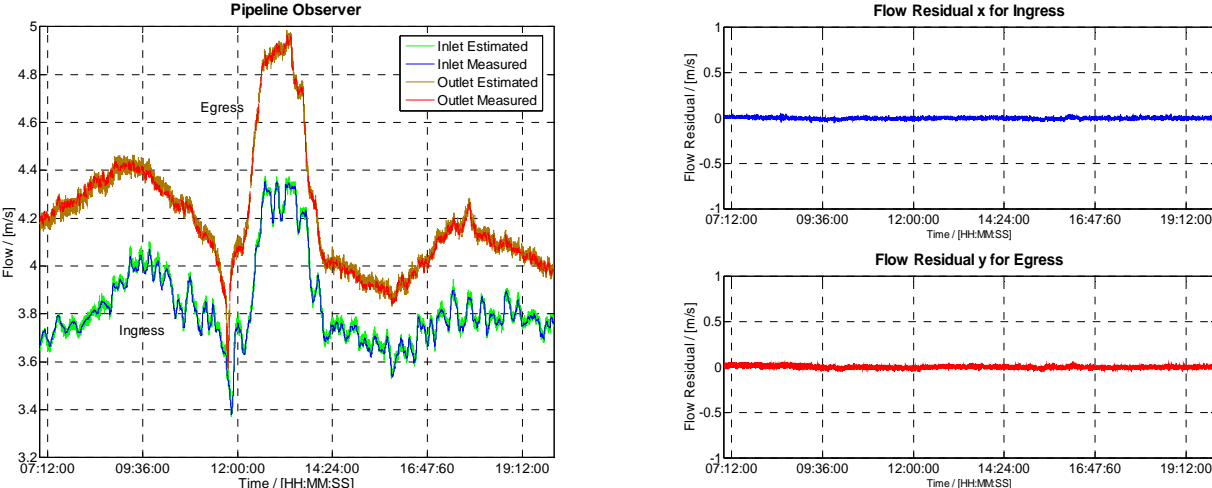 Pipeline Observer
5
4.8
4.6
4.4
4.2
4
3.8
3.6
3.4
3.2
Flow / [m/s]
Inlet Estimated
Inlet Measured
Outlet Estimated
Outlet Measured
Egress
Ingress
07:12:00 09:36:00 12:00:00 14:24:00 16:47:60 19:12:00
Time / [HH:MM:SS]
Flow Residual x for Ingress
1
0.5
0
-0.5
-1
Flow Residual / [m/s]
07:12:00 09:36:00 12:00:00 14:24:00 16:47:60 19:12:00
Time / [HH:MM:SS]
Flow Residual y for Egress
1
0.5
0
-0.5
-1
Flow Residual / [m/s]
07:12:00 09:36:00 12:00:00 14:24:00 16:47:60 19:12:00
Time / [HH:MM:SS]